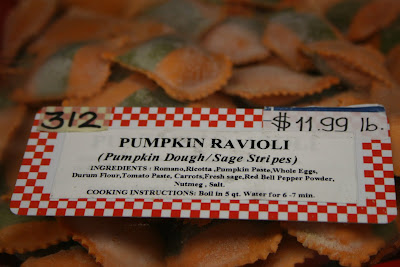 312
$11.99 lb.
PUMPKIN RAVIOLI
(Pumpkin Dough/Sage Stripes)
INGREDIENTS : Romano,Ricotta ,Pumpkin Paste,Whole Eggs,
Durum Flour,Tomato Paste, Carrots,Fresh sage,Red Bell Pepper Powder,
Nutmeg , Salt.
COOKING INSTRUCTIONS: Boil in 5 qt. Water for 6 -7 min.